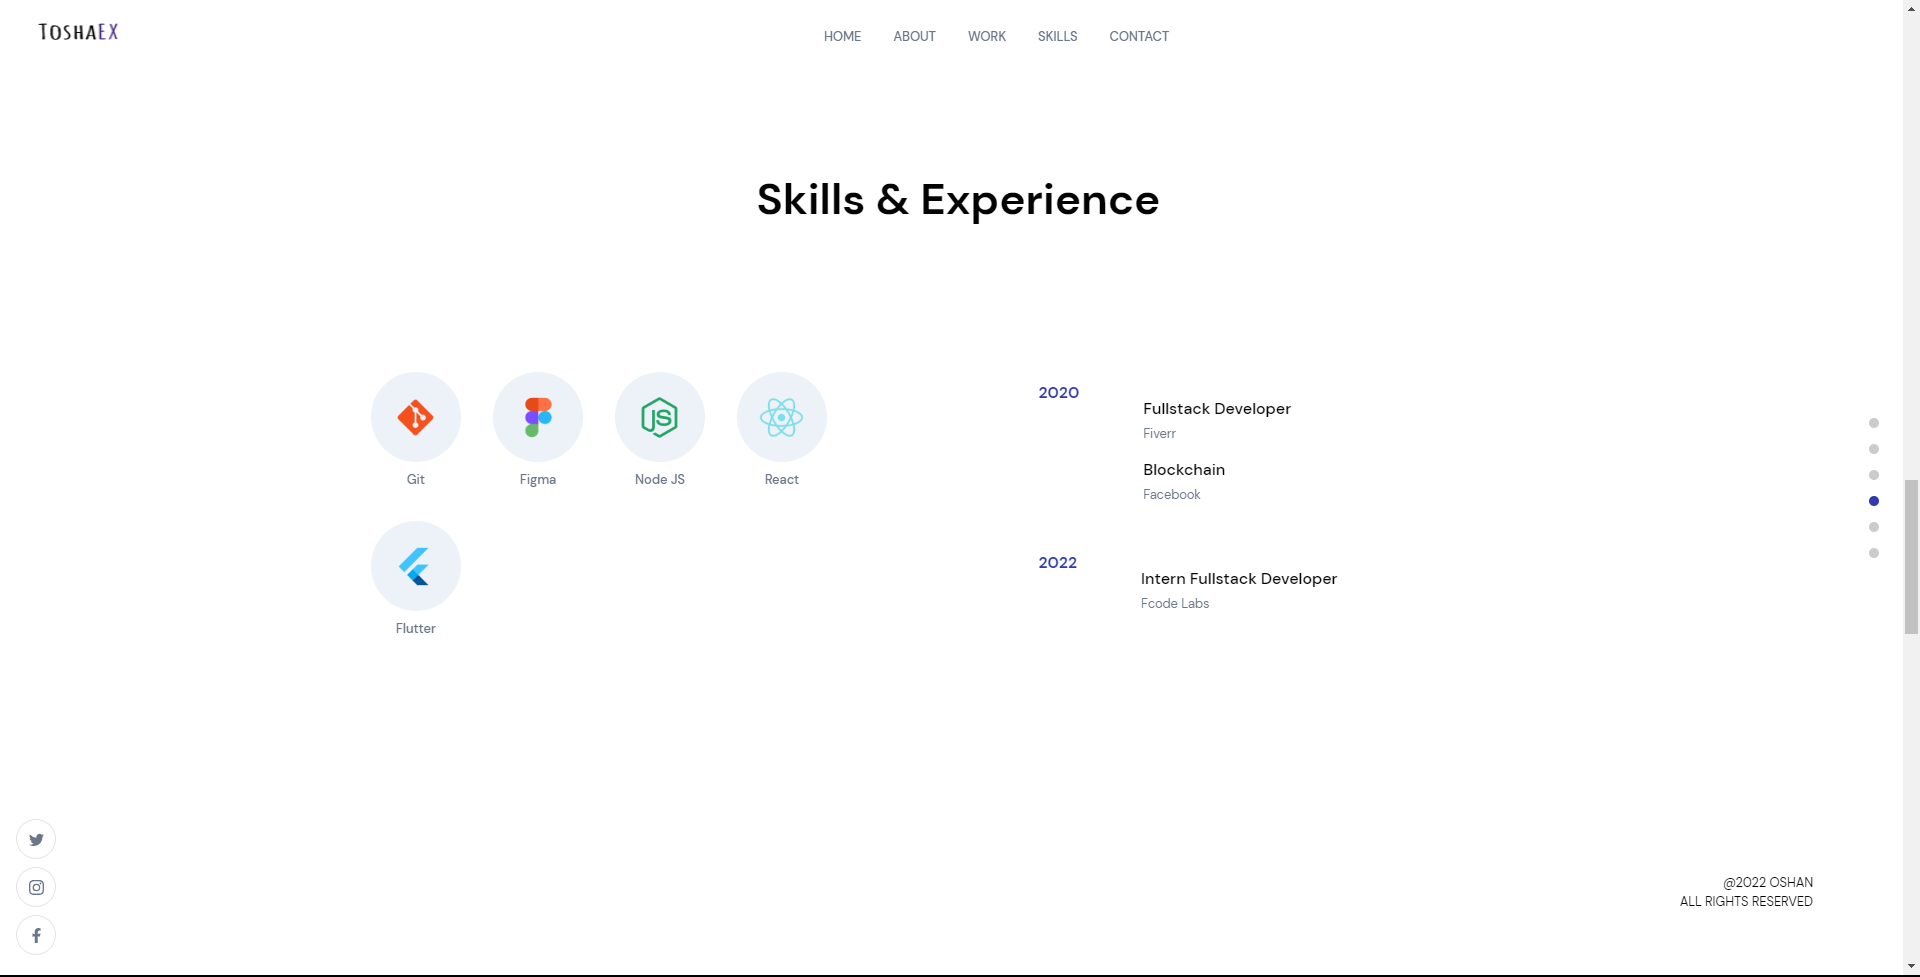 TOSHAEX
HOME ABOUT WORK SKILLS CONTACT
Skills & Experience
Git Figma Node JS React
Flutter
2020
Fullstack Developer
Fiverr
Blockchain
Facebook
2022
Intern Fullstack Developer
Fcode Labs
@2022 OSHAN
ALL RIGHTS RESERVED